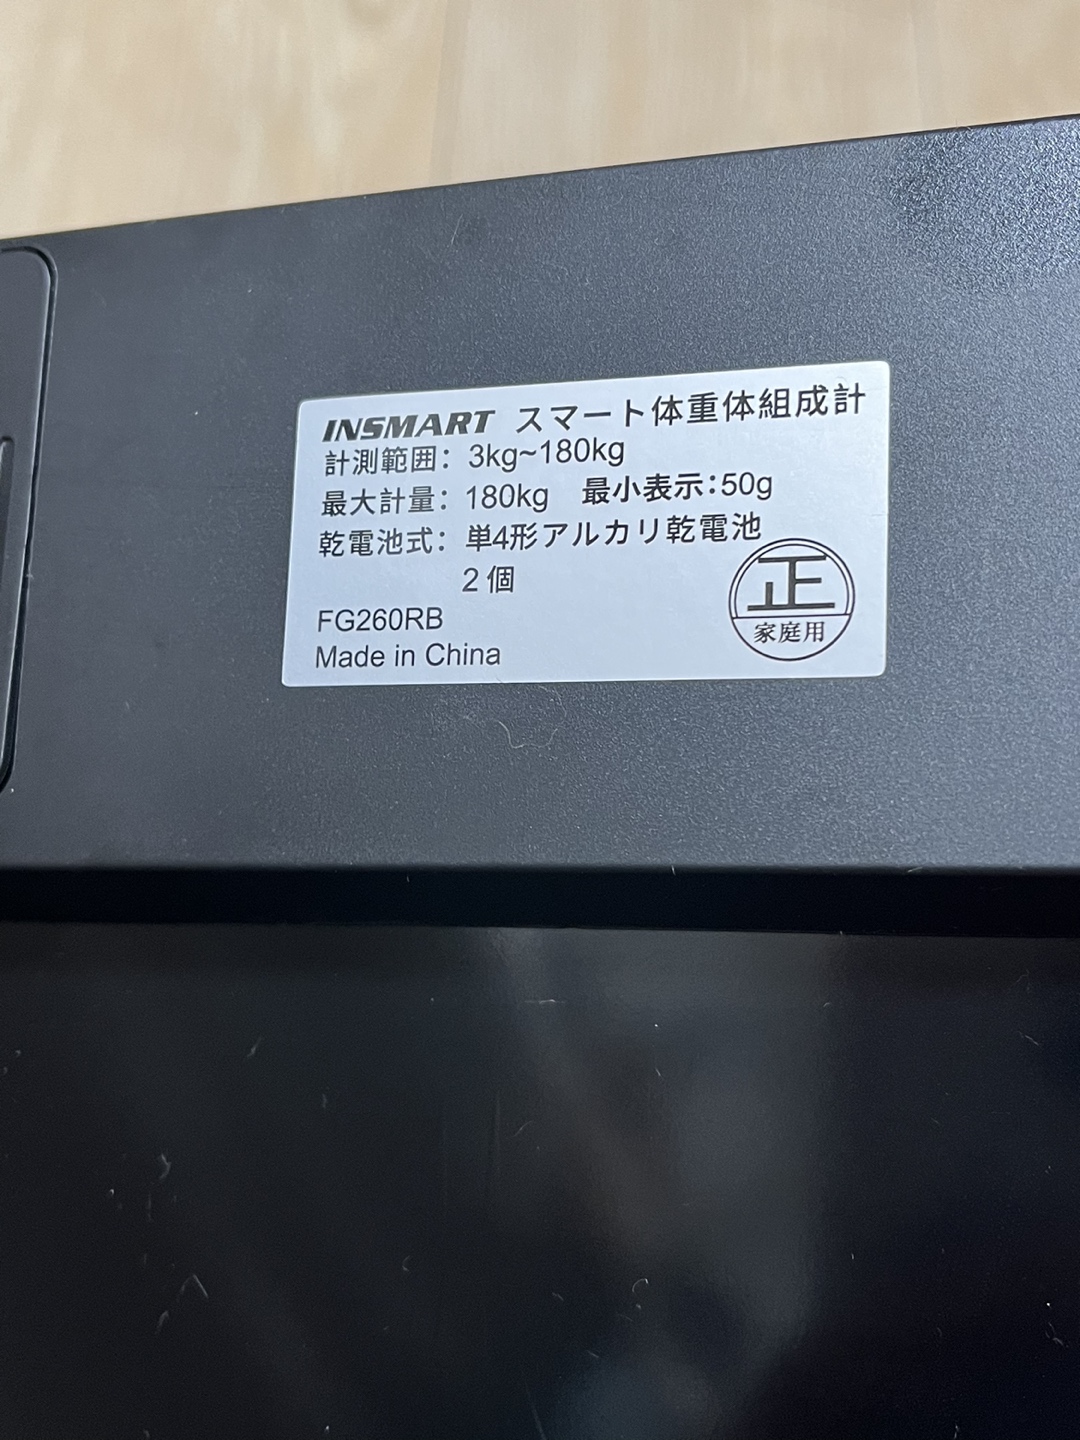 INSMART スマート体重体組成計
計測範囲：3kg~180kg
最大計量：180kg 最小表示：50g
乾電池式：単4形アルカリ乾電池
2個
FG260RB
Made in China
正
家庭用